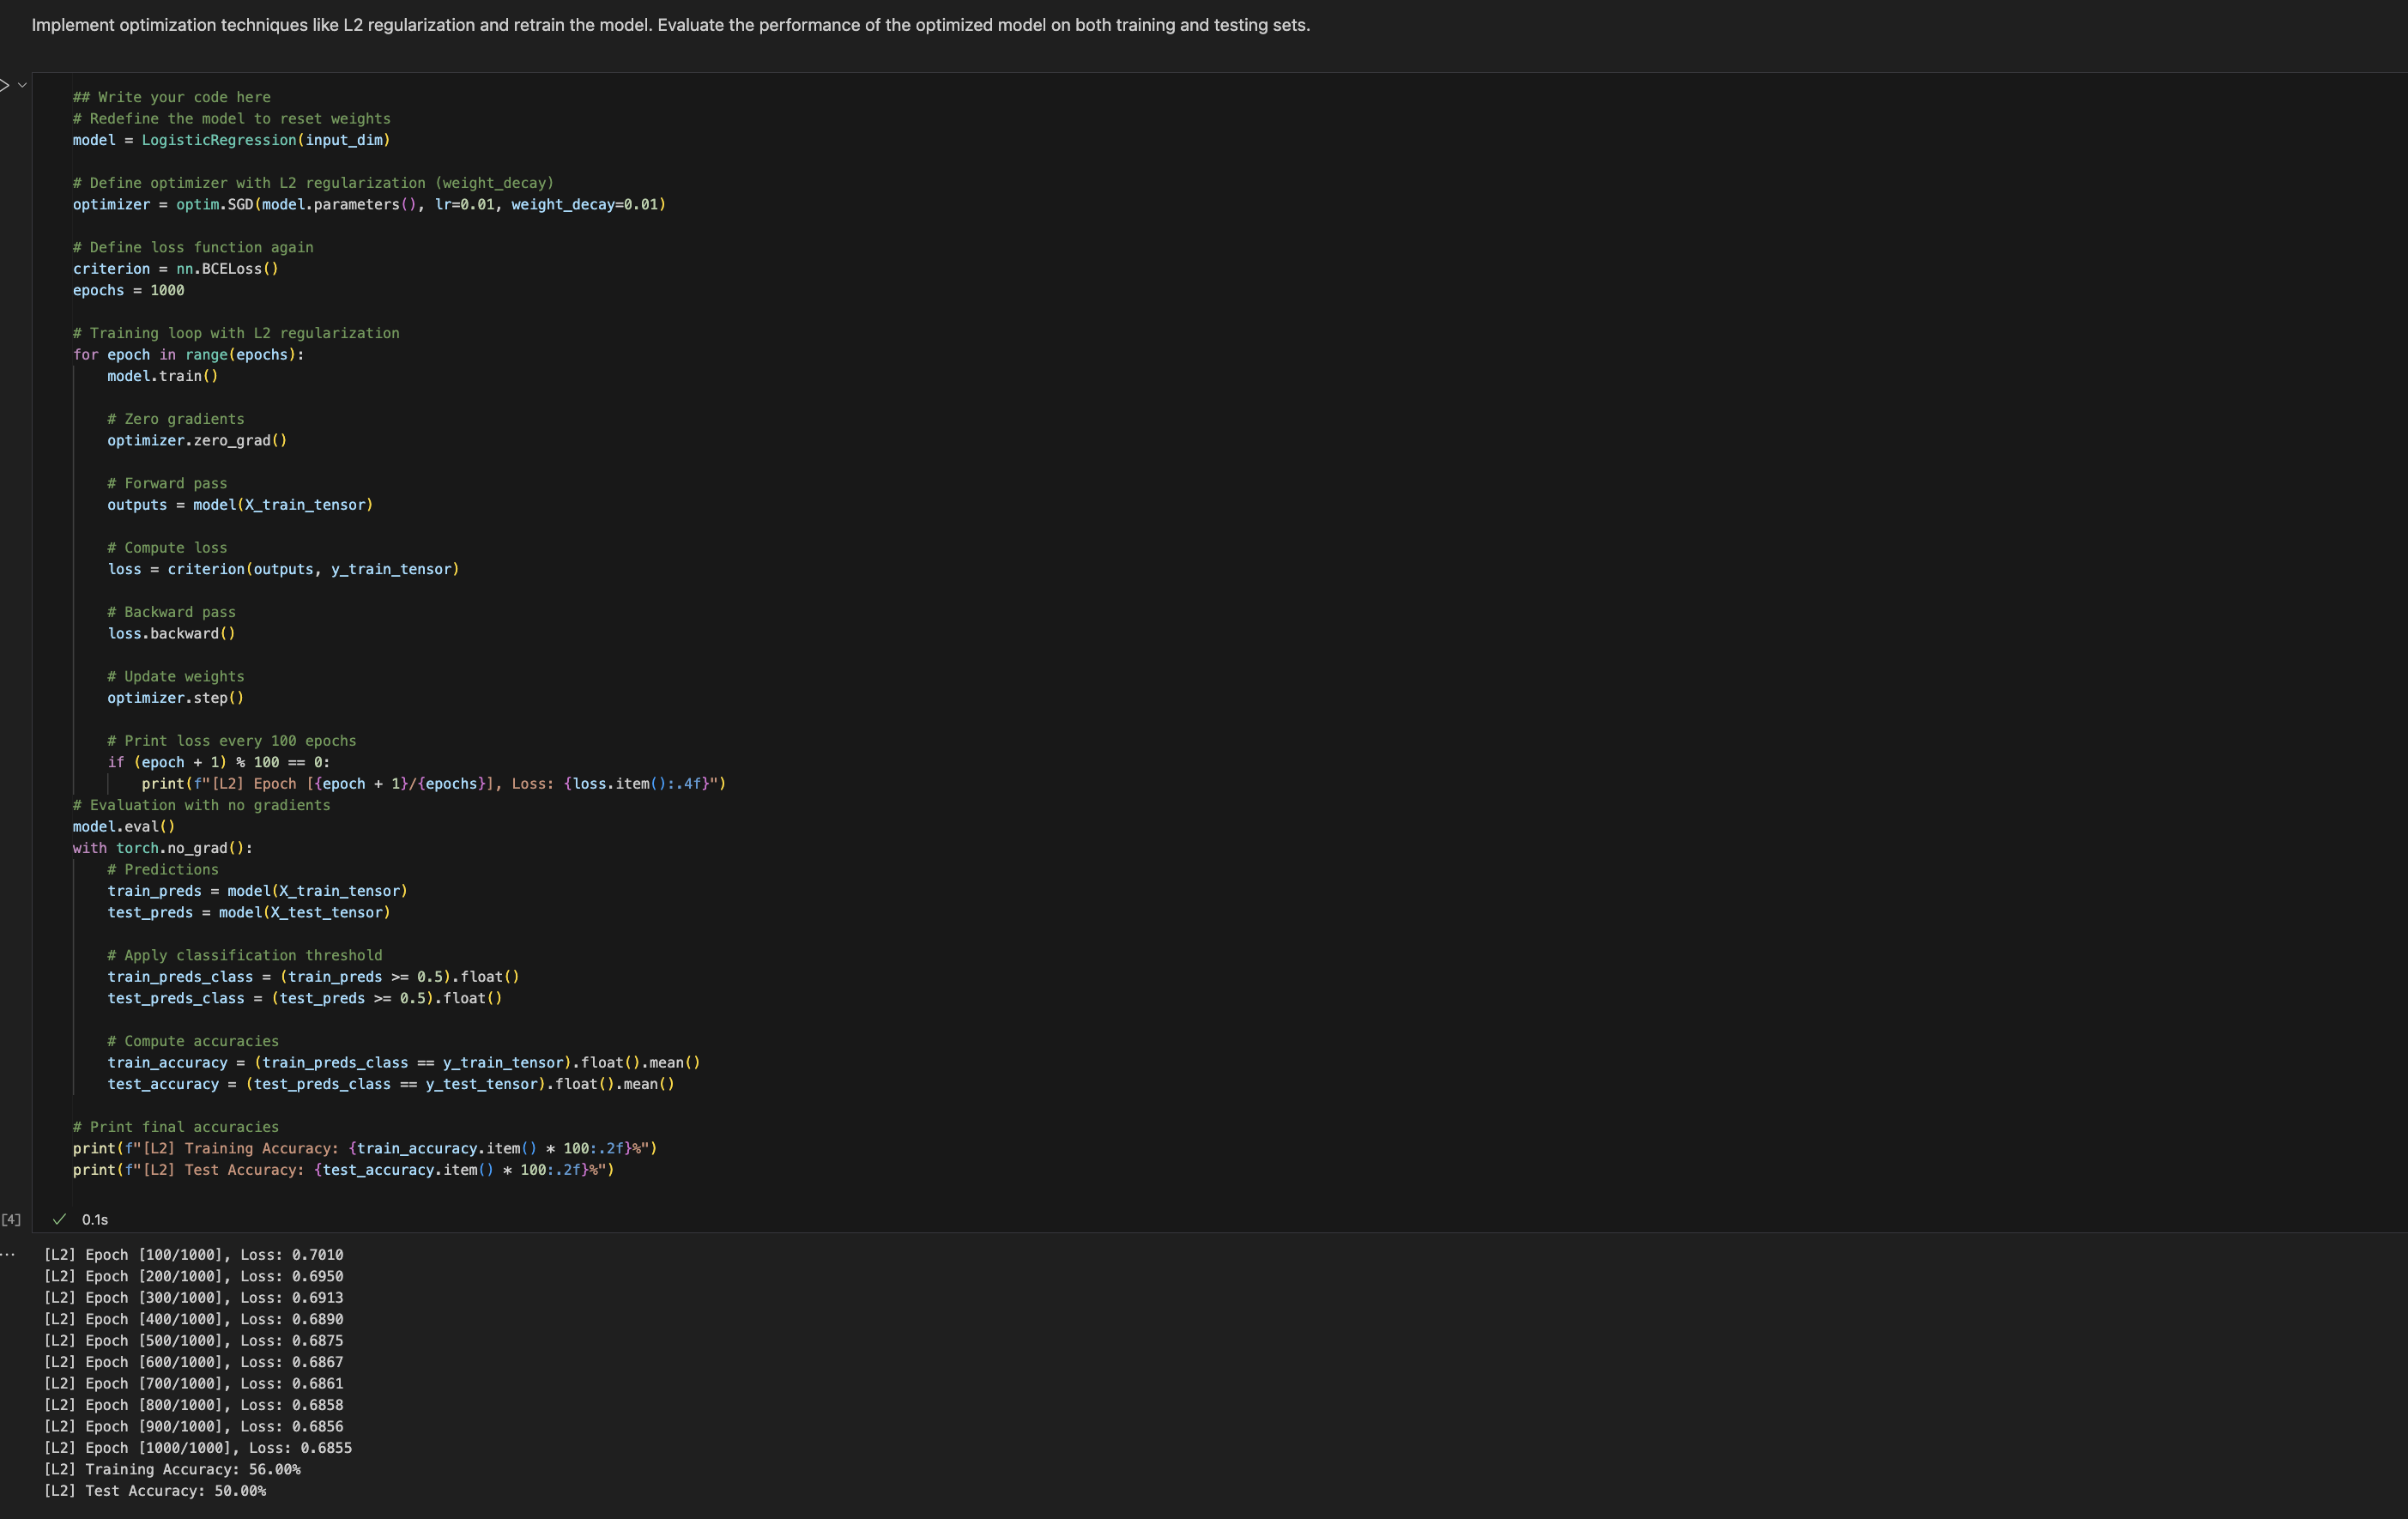 Implement optimization techniques like L2 regularization and retrain the model. Evaluate the performance of the optimized model on both training and testing sets.
## Write your code here
# Redefine the model to reset weights
model = LogisticRegression(input_dim)
# Define optimizer with L2 regularization (weight_decay)
optimizer = optim.SGD(model.parameters(), lr=0.01, weight_decay=0.01)
# Define loss function again
criterion = nn.BCELoss()
epochs = 1000
# Training loop with L2 regularization
for epoch in range(epochs):
    model.train()
    # Zero gradients
    optimizer.zero_grad()
    # Forward pass
    outputs = model(X_train_tensor)
    # Compute loss
    loss = criterion(outputs, y_train_tensor)
    # Backward pass
    loss.backward()
    # Update weights
    optimizer.step()
    # Print loss every 100 epochs
    if (epoch + 1) % 100 == 0:
        print(f"[L2] Epoch [{epoch + 1}/{epochs}], Loss: {loss.item():.4f}")
# Evaluation with no gradients
model.eval()
with torch.no_grad():
    # Predictions
    train_preds = model(X_train_tensor)
    test_preds = model(X_test_tensor)
    # Apply classification threshold
    train_preds_class = (train_preds >= 0.5).float()
    test_preds_class = (test_preds >= 0.5).float()
    # Compute accuracies
    train_accuracy = (train_preds_class == y_train_tensor).float().mean()
    test_accuracy = (test_preds_class == y_test_tensor).float().mean()
# Print final accuracies
print(f"[L2] Training Accuracy: {train_accuracy.item() * 100:.2f}%")
print(f"[L2] Test Accuracy: {test_accuracy.item() * 100:.2f}%")
[4] ✓ 0.1s
... [L2] Epoch [100/1000], Loss: 0.7010
[L2] Epoch [200/1000], Loss: 0.6950
[L2] Epoch [300/1000], Loss: 0.6913
[L2] Epoch [400/1000], Loss: 0.6890
[L2] Epoch [500/1000], Loss: 0.6875
[L2] Epoch [600/1000], Loss: 0.6867
[L2] Epoch [700/1000], Loss: 0.6861
[L2] Epoch [800/1000], Loss: 0.6858
[L2] Epoch [900/1000], Loss: 0.6856
[L2] Epoch [1000/1000], Loss: 0.6855
[L2] Training Accuracy: 56.00%
[L2] Test Accuracy: 50.00%